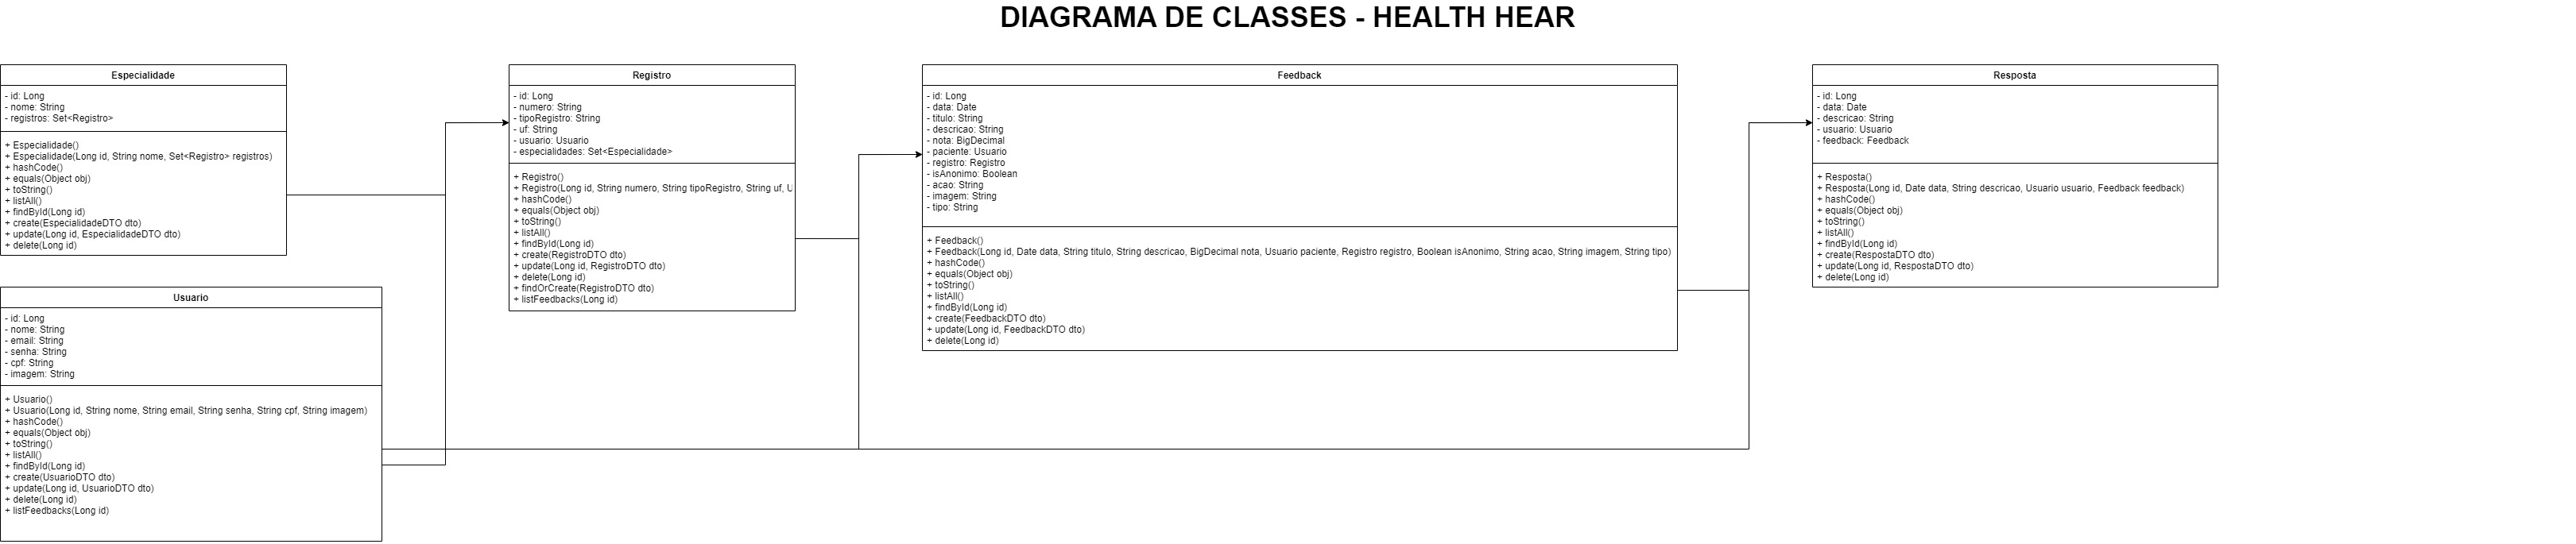 DIAGRAMA DE CLASSES - HEALTH HEAR
Especialidade
- id: Long
- nome: String
- registros: Set<Registro>
+ Especialidade()
+ Especialidade(Long id, String nome, Set<Registro> registros)
+ hashCode()
+ equals(Object obj)
+ toString()
+ listAll()
+ findById(Long id)
+ create(EspecialidadeDTO dto)
+ update(Long id, EspecialidadeDTO dto)
+ delete(Long id)
Usuario
- id: Long
- nome: String
- email: String
- senha: String
- cpf: String
- imagem: String
+ Usuario()
+ Usuario(Long id, String nome, String email, String senha, String cpf, String imagem)
+ hashCode()
+ equals(Object obj)
+ toString()
+ listAll()
+ findById(Long id)
+ create(UsuarioDTO dto)
+ update(Long id, UsuarioDTO dto)
+ delete(Long id)
+ listFeedbacks(Long id)
Registro
- id: Long
- numero: String
- tipoRegistro: String
- uf: String
- usuario: Usuario
- especialidades: Set<Especialidade>
+ Registro()
+ Registro(Long id, String numero, String tipoRegistro, String uf, U
+ hashCode()
+ equals(Object obj)
+ toString()
+ listAll()
+ findById(Long id)
+ create(RegistroDTO dto)
+ update(Long id, RegistroDTO dto)
+ delete(Long id)
+ findOrCreate(RegistroDTO dto)
+ listFeedbacks(Long id)
Feedback
- id: Long
- data: Date
- titulo: String
- descricao: String
- nota: BigDecimal
- paciente: Usuario
- registro: Registro
- isAnonimo: Boolean
- acao: String
- imagem: String
- tipo: String
+ Feedback()
+ Feedback(Long id, Date data, String titulo, String descricao, BigDecimal nota, Usuario paciente, Registro registro, Boolean isAnonimo, String acao, String imagem, String tipo)
+ hashCode()
+ equals(Object obj)
+ toString()
+ listAll()
+ findById(Long id)
+ create(FeedbackDTO dto)
+ update(Long id, FeedbackDTO dto)
+ delete(Long id)
Resposta
- id: Long
- data: Date
- descricao: String
- usuario: Usuario
- feedback: Feedback
+ Resposta()
+ Resposta(Long id, Date data, String descricao, Usuario usuario, Feedback feedback)
+ hashCode()
+ equals(Object obj)
+ toString()
+ listAll()
+ findById(Long id)
+ create(RespostaDTO dto)
+ update(Long id, RespostaDTO dto)
+ delete(Long id)